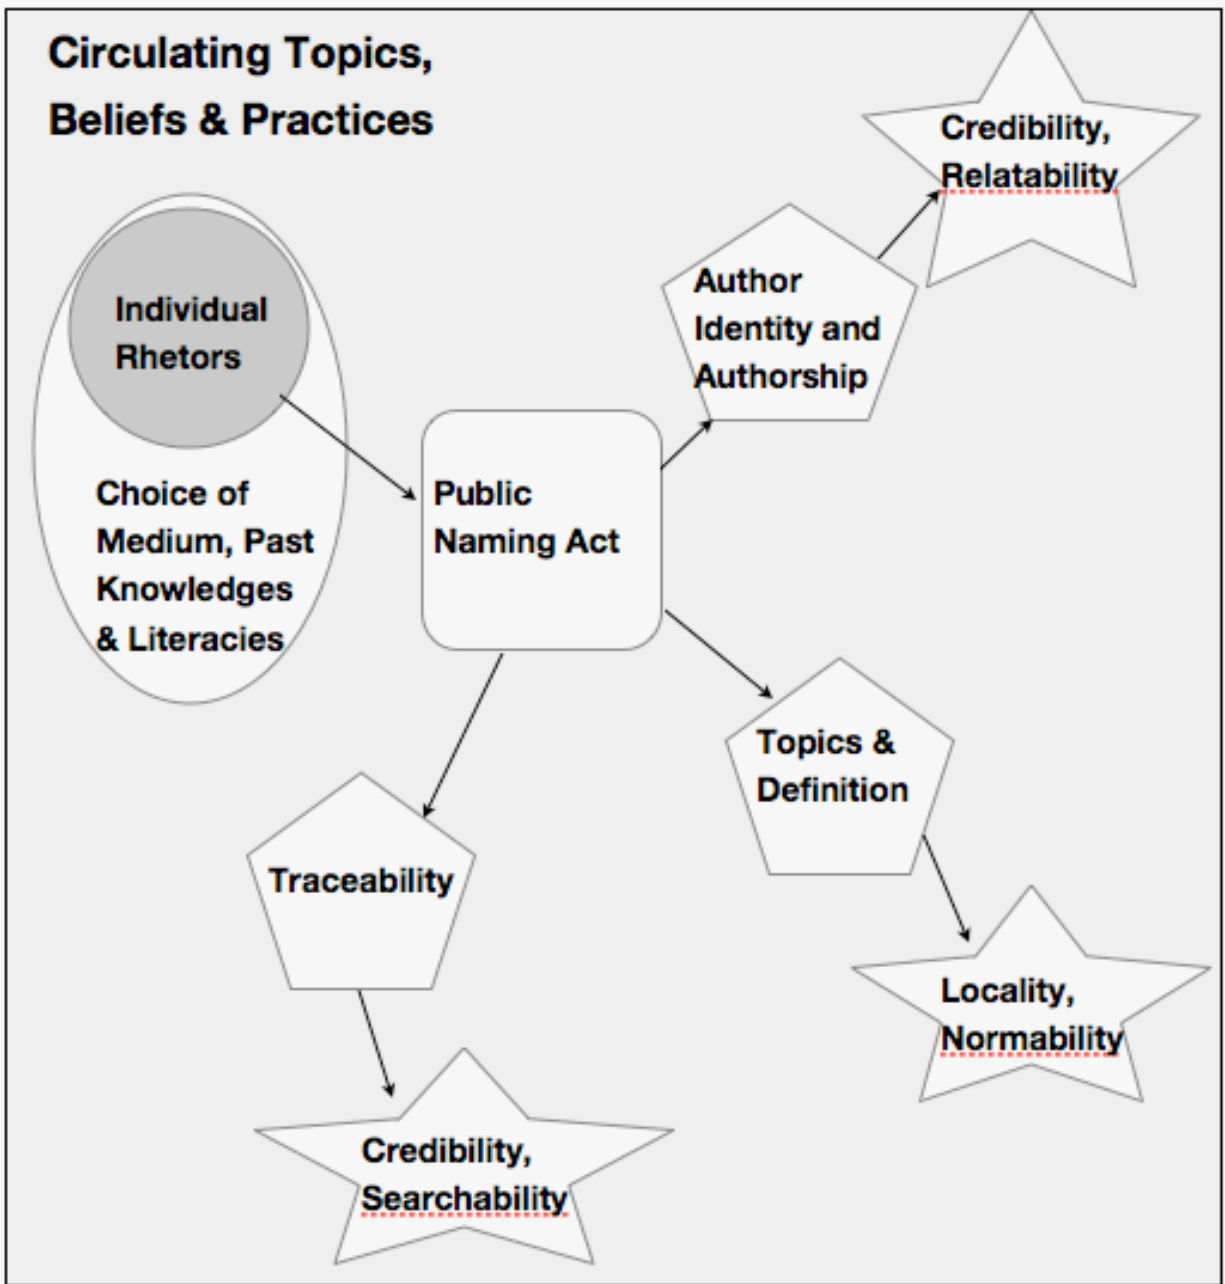 Circulating Topics,
Beliefs & Practices
Credibility,
Relatability
Individual
Rhetors
Author
Identity and
Authorship
Choice of
Medium, Past
Knowledges
& Literacies
Public
Naming Act
Topics &
Definition
Traceability
Locality,
Normability
Credibility,
Searchability